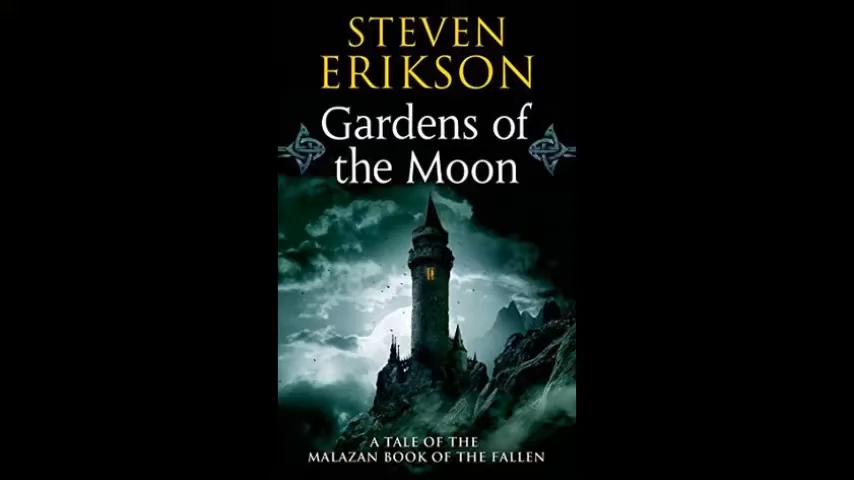 STEVEN
ERIKSON
Gardens of
the Moon
A TALE OF THE
MALAZAN BOOK OF THE FALLEN